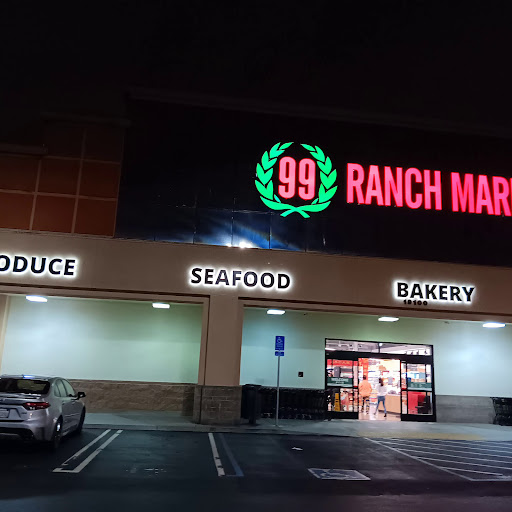 99 RANCH MAR
ODUCE
SEAFOOD
BAKERY